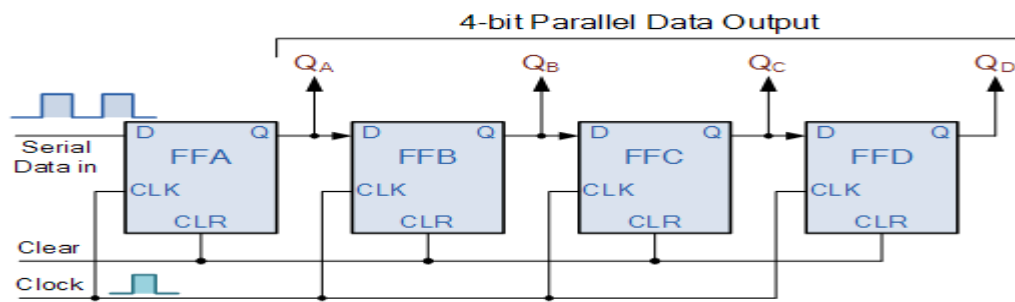 4-bit Parallel Data Output
QA QB QC QD
D Q D Q D Q D Q
Serial
Data in
FFA FFB FFC FFD
CLK CLK CLK CLK
CLR CLR CLR CLR
Clear
Clock